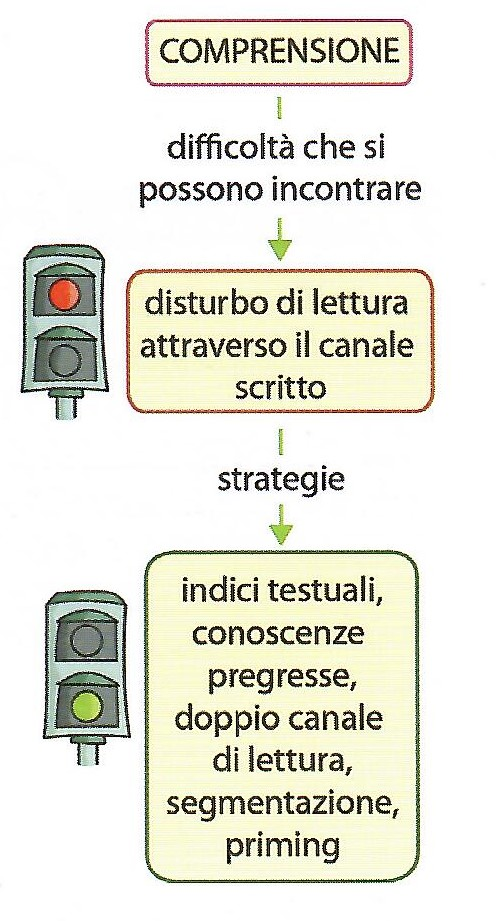 COMPRENSIONE
difficoltà che si
possono incontrare
disturbo di lettura
attraverso il canale
scritto
strategie
indici testuali,
conoscenze
pregresse,
doppio canale
di lettura,
segmentazione,
priming